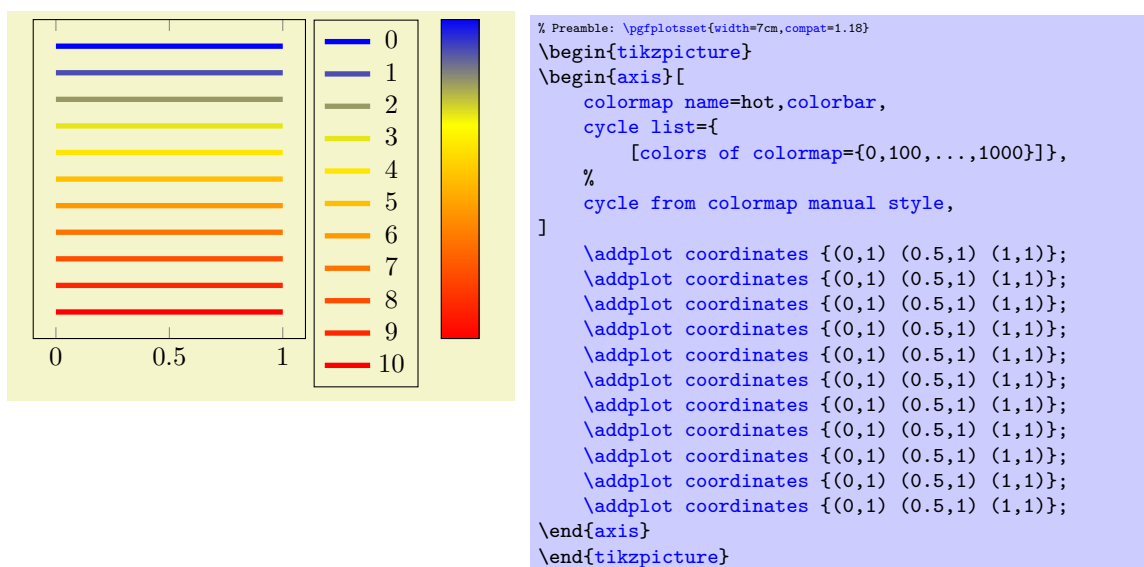 0
1
2
3
4
5
6
7
8
9
10
0 0.5 1
% Preamble: \pgfplotsset{width=7cm,compat=1.18}
\begin{tikzpicture}
\begin{axis}[
    colormap name=hot,colorbar,
    cycle list={
        [colors of colormap={0,100,...,1000}]},
    %
    cycle from colormap manual style,
]
    \addplot coordinates {(0,1) (0.5,1) (1,1)};
    \addplot coordinates {(0,1) (0.5,1) (1,1)};
    \addplot coordinates {(0,1) (0.5,1) (1,1)};
    \addplot coordinates {(0,1) (0.5,1) (1,1)};
    \addplot coordinates {(0,1) (0.5,1) (1,1)};
    \addplot coordinates {(0,1) (0.5,1) (1,1)};
    \addplot coordinates {(0,1) (0.5,1) (1,1)};
    \addplot coordinates {(0,1) (0.5,1) (1,1)};
    \addplot coordinates {(0,1) (0.5,1) (1,1)};
    \addplot coordinates {(0,1) (0.5,1) (1,1)};
    \addplot coordinates {(0,1) (0.5,1) (1,1)};
\end{axis}
\end{tikzpicture}